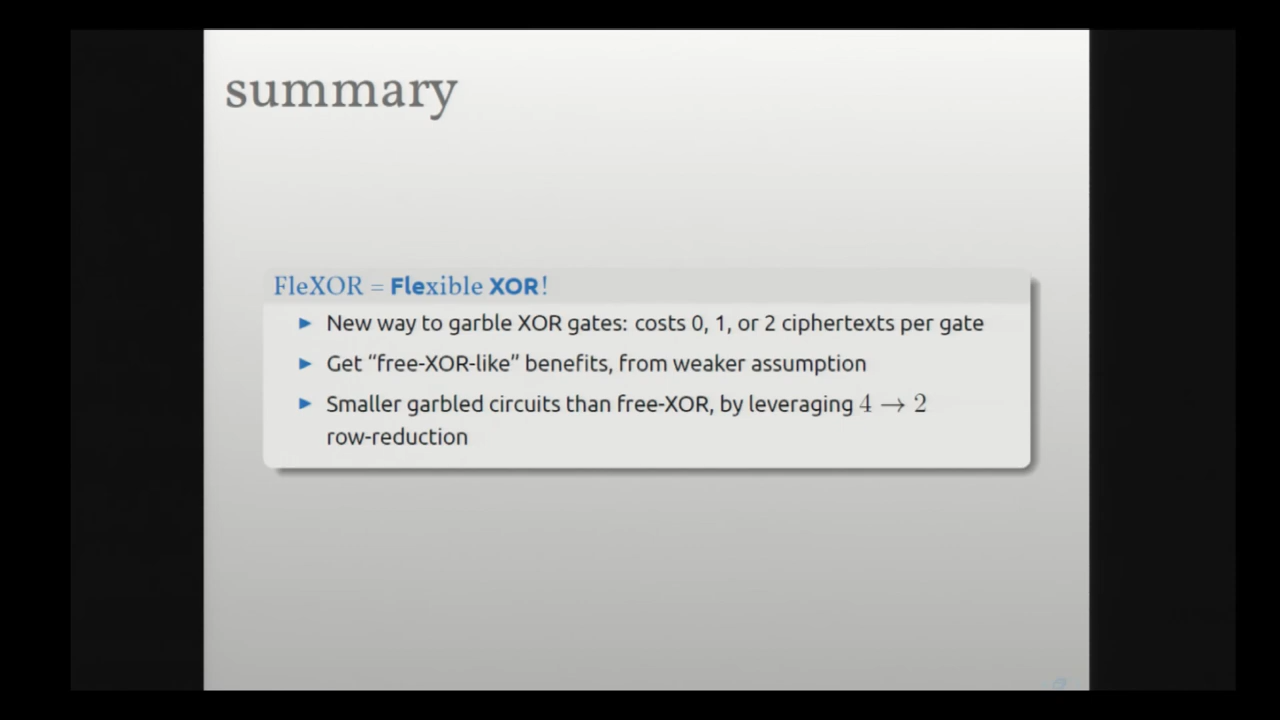 summary
FleXOR = Flexible XOR!
▶ New way to garble XOR gates: costs 0, 1, or 2 ciphertexts per gate
▶ Get “free-XOR-like” benefits, from weaker assumption
▶ Smaller garbled circuits than free-XOR, by leveraging 4 → 2
row-reduction